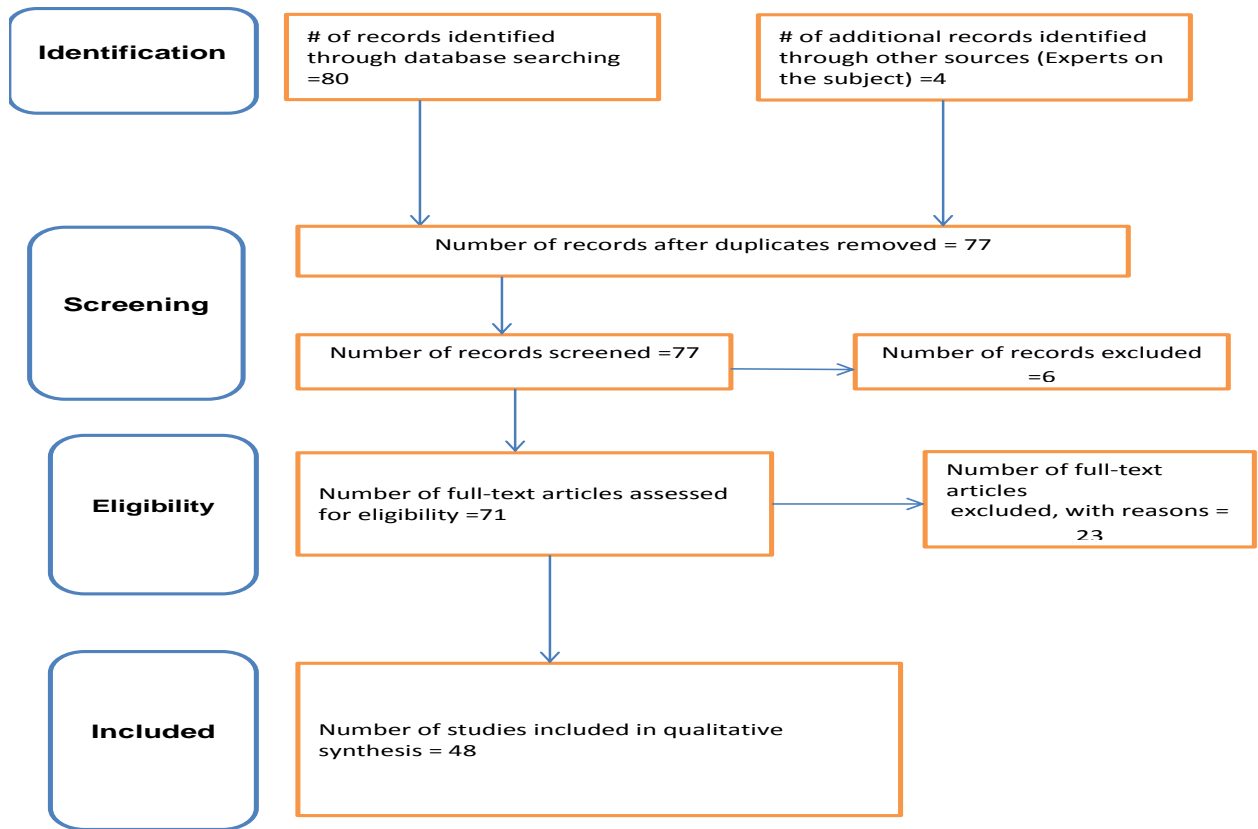 Identification
# of records identified
through database searching
=80
# of additional records identified
through other sources (Experts on
the subject) =4
Screening
Number of records after duplicates removed = 77
Number of records screened =77
Number of records excluded
=6
Eligibility
Number of full-text articles assessed
for eligibility =71
Number of full-text
articles
excluded, with reasons =
23
Included
Number of studies included in qualitative
synthesis = 48